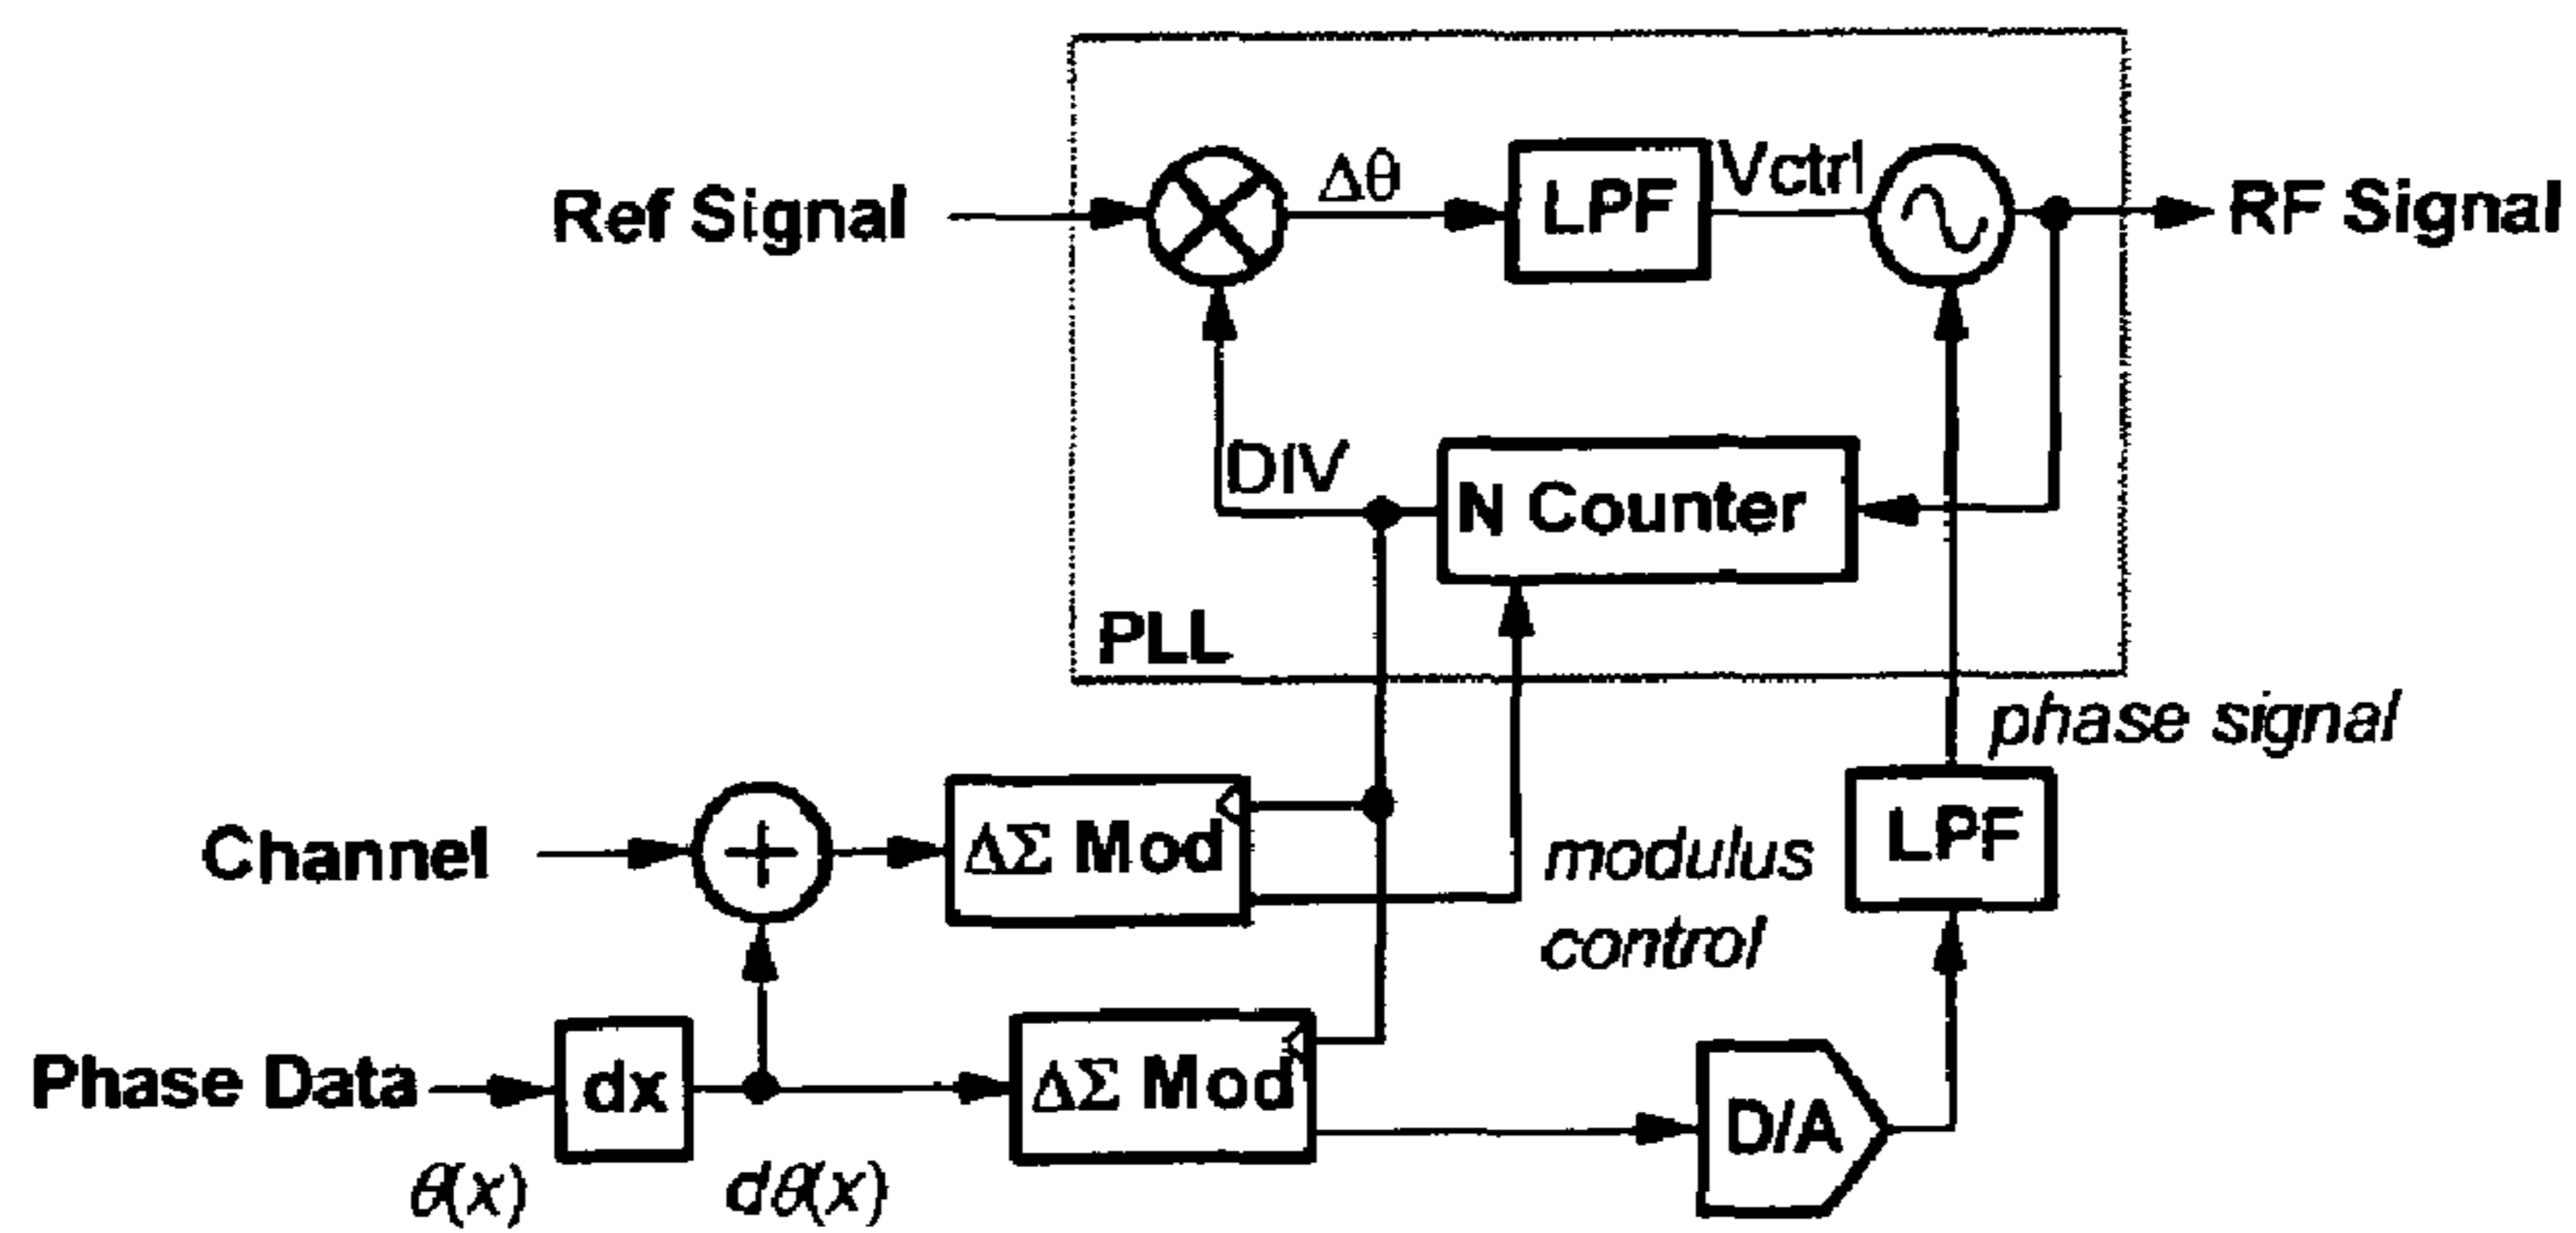 Ref Signal
Δθ
LPF
Vctrl
RF Signal
DIV
N Counter
PLL
phase signal
Channel
+
ΔΣ Mod
modulus
control
LPF
Phase Data
dx
ΔΣ Mod
D/A
θ(x)
dθ(x)